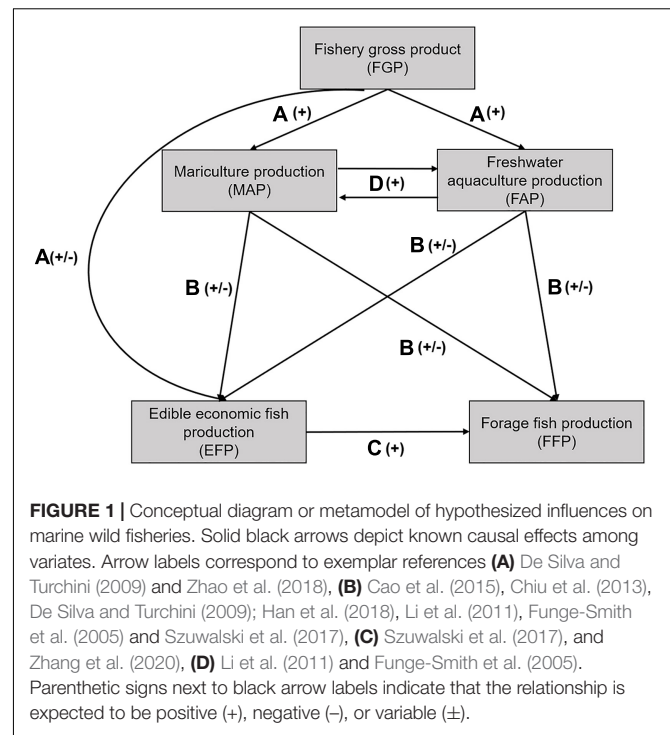 Fishery gross product
(FGP)
A (+)
A(+)
Mariculture production
(MAP)
D(+)
Freshwater
aquaculture production
(FAP)
A(+/-)
B (+/-)
B (+/-)
B (+/-)
B (+/-)
Edible economic fish
production
(EFP)
C (+)
Forage fish production
(FFP)
FIGURE 1 | Conceptual diagram or metamodel of hypothesized influences on
marine wild fisheries. Solid black arrows depict known causal effects among
variates. Arrow labels correspond to exemplar references (A) De Silva and
Turchini (2009) and Zhao et al. (2018), (B) Cao et al. (2015), Chiu et al. (2013),
De Silva and Turchini (2009); Han et al. (2018), Li et al. (2011), Funge-Smith
et al. (2005) and Szuwalski et al. (2017), (C) Szuwalski et al. (2017), and
Zhang et al. (2020), (D) Li et al. (2011) and Funge-Smith et al. (2005).
Parenthetic signs next to black arrow labels indicate that the relationship is
expected to be positive (+), negative (–), or variable (±).